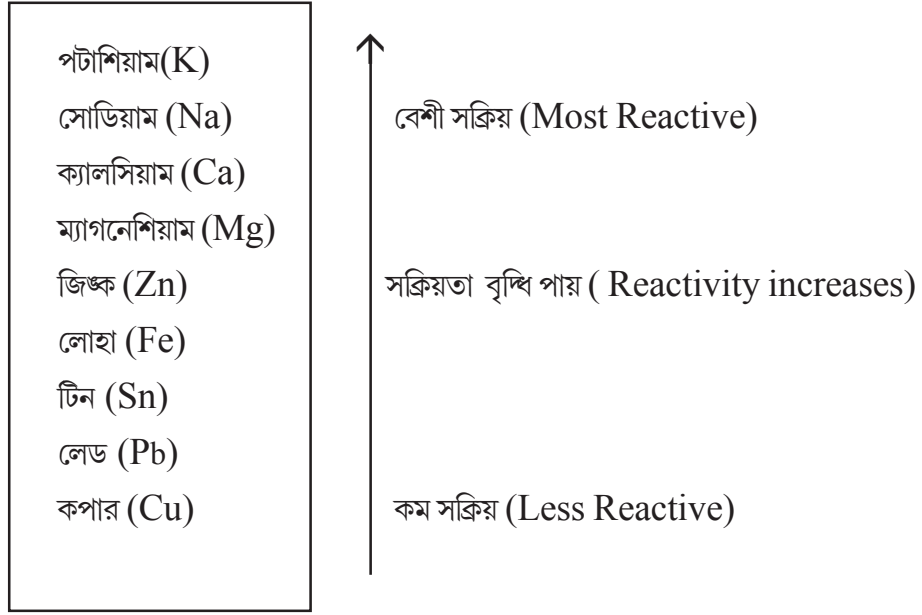 পটাশিয়াম(K)
সোডিয়াম (Na)
বেশী সক্রিয় (Most Reactive)
ক্যালসিয়াম (Ca)
ম্যাগনেশিয়াম (Mg)
জিঙ্ক (Zn)
সক্রিয়তা বৃদ্ধি পায় ( Reactivity increases)
লোহা (Fe)
টিন (Sn)
লেড (Pb)
কপার (Cu)
কম সক্রিয় (Less Reactive)